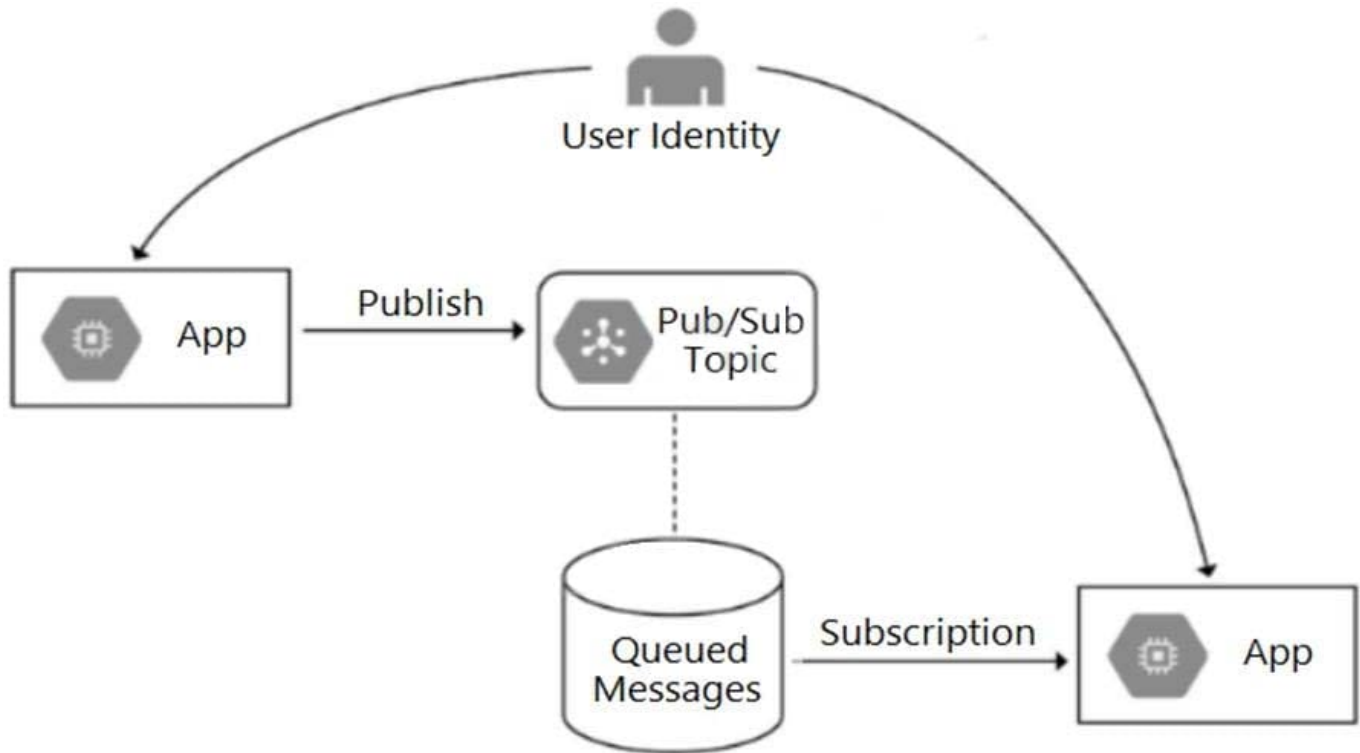 User Identity
App
Publish
Pub/Sub
Topic
Queued
Messages
Subscription
App